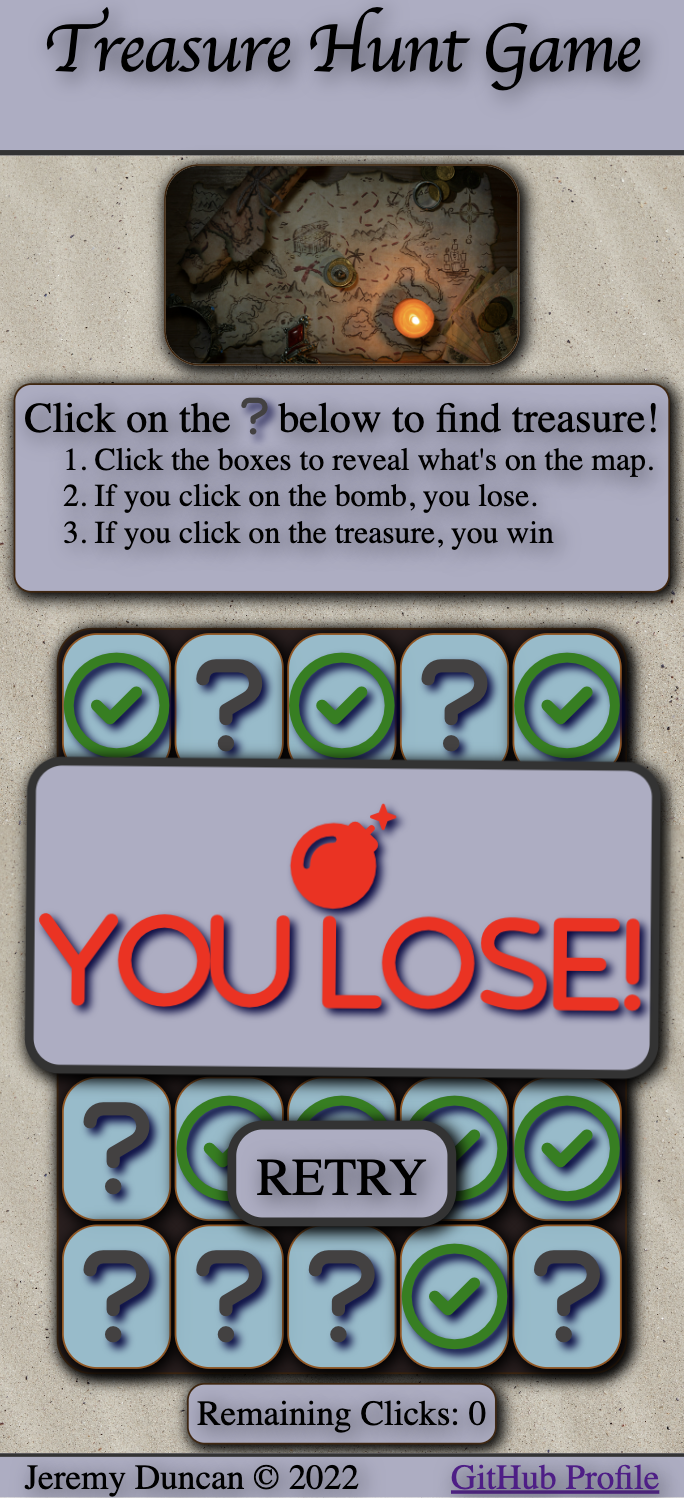 Treasure Hunt Game
Click on the ? below to find treasure!
1. Click the boxes to reveal what's on the map.
2. If you click on the bomb, you lose.
3. If you click on the treasure, you win
? ?
YOU LOSE!
?
RETRY
? ? ? ?
Remaining Clicks: 0
Jeremy Duncan © 2022 GitHub Profile